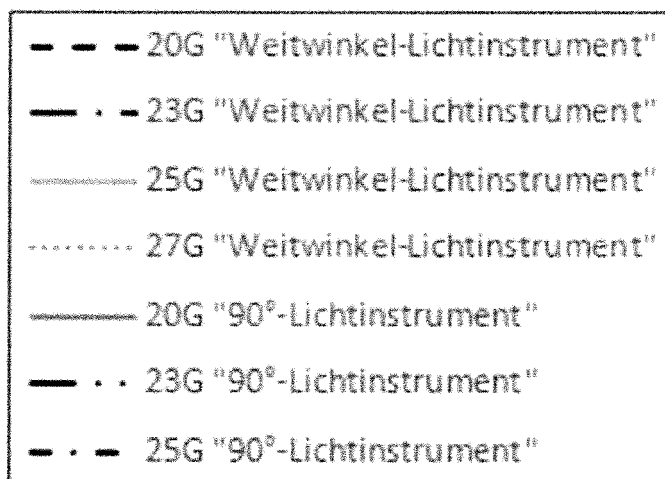 20G "Weitwinkel-Lichtinstrument"
23G "Weitwinkel-Lichtinstrument"
25G "Weitwinkel-Lichtinstrument"
27G "Weitwinkel-Lichtinstrument"
20G "90°-Lichtinstrument"
23G "90°-Lichtinstrument"
25G "90°-Lichtinstrument"